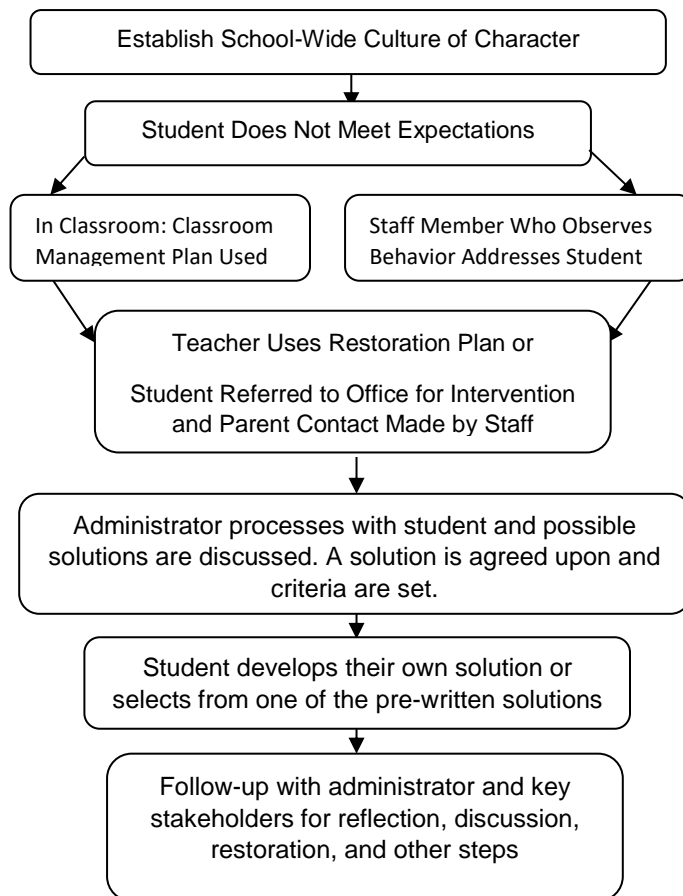 Establish School-Wide Culture of Character
Student Does Not Meet Expectations
In Classroom: Classroom
Management Plan Used
Staff Member Who Observes
Behavior Addresses Student
Teacher Uses Restoration Plan or
Student Referred to Office for Intervention
and Parent Contact Made by Staff
Administrator processes with student and possible
solutions are discussed. A solution is agreed upon and
criteria are set.
Student develops their own solution or
selects from one of the pre-written solutions
Follow-up with administrator and key
stakeholders for reflection, discussion,
restoration, and other steps